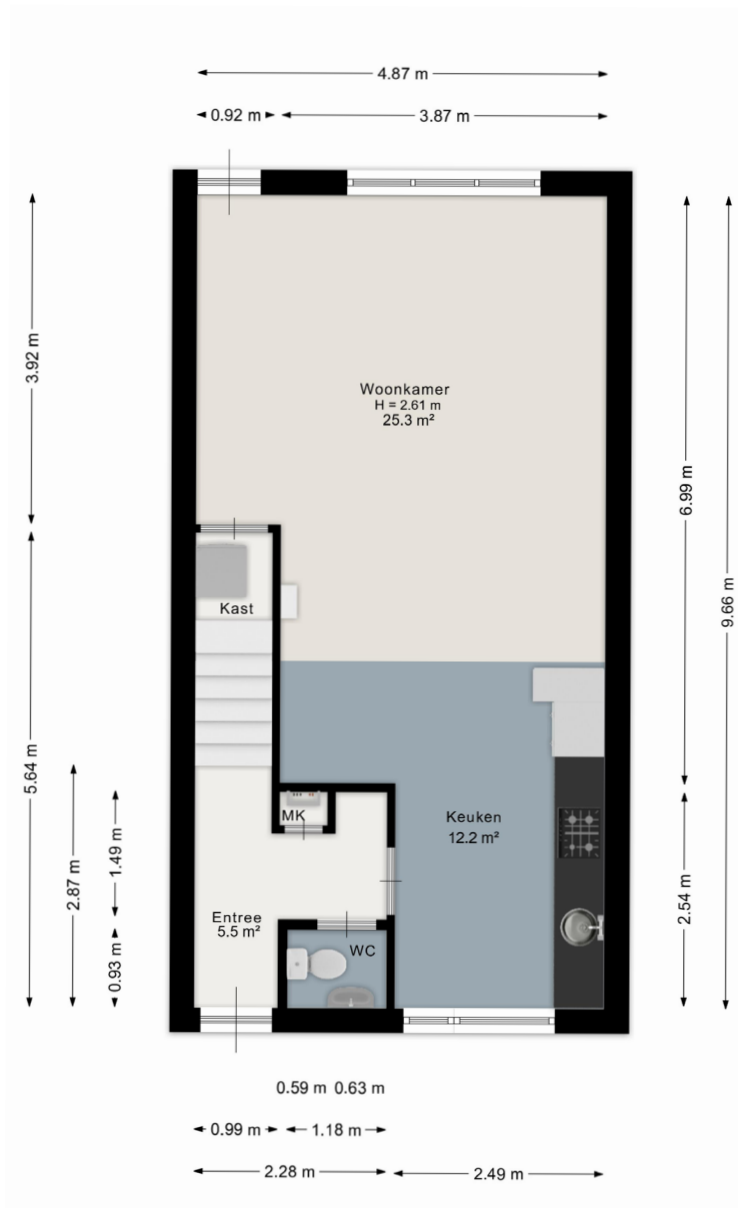 4.87 m
0.92 m
3.87 m
3.92 m
Woonkamer
H = 2.61 m
25.3 m²
6.99 m
9.66 m
Kast
5.64 m
MK
Keuken
12.2 m²
1.49 m
2.87 m
2.54 m
Entree
5.5 m²
WC
0.93 m
0.59 m 0.63 m
0.99 m
1.18 m
2.28 m
2.49 m